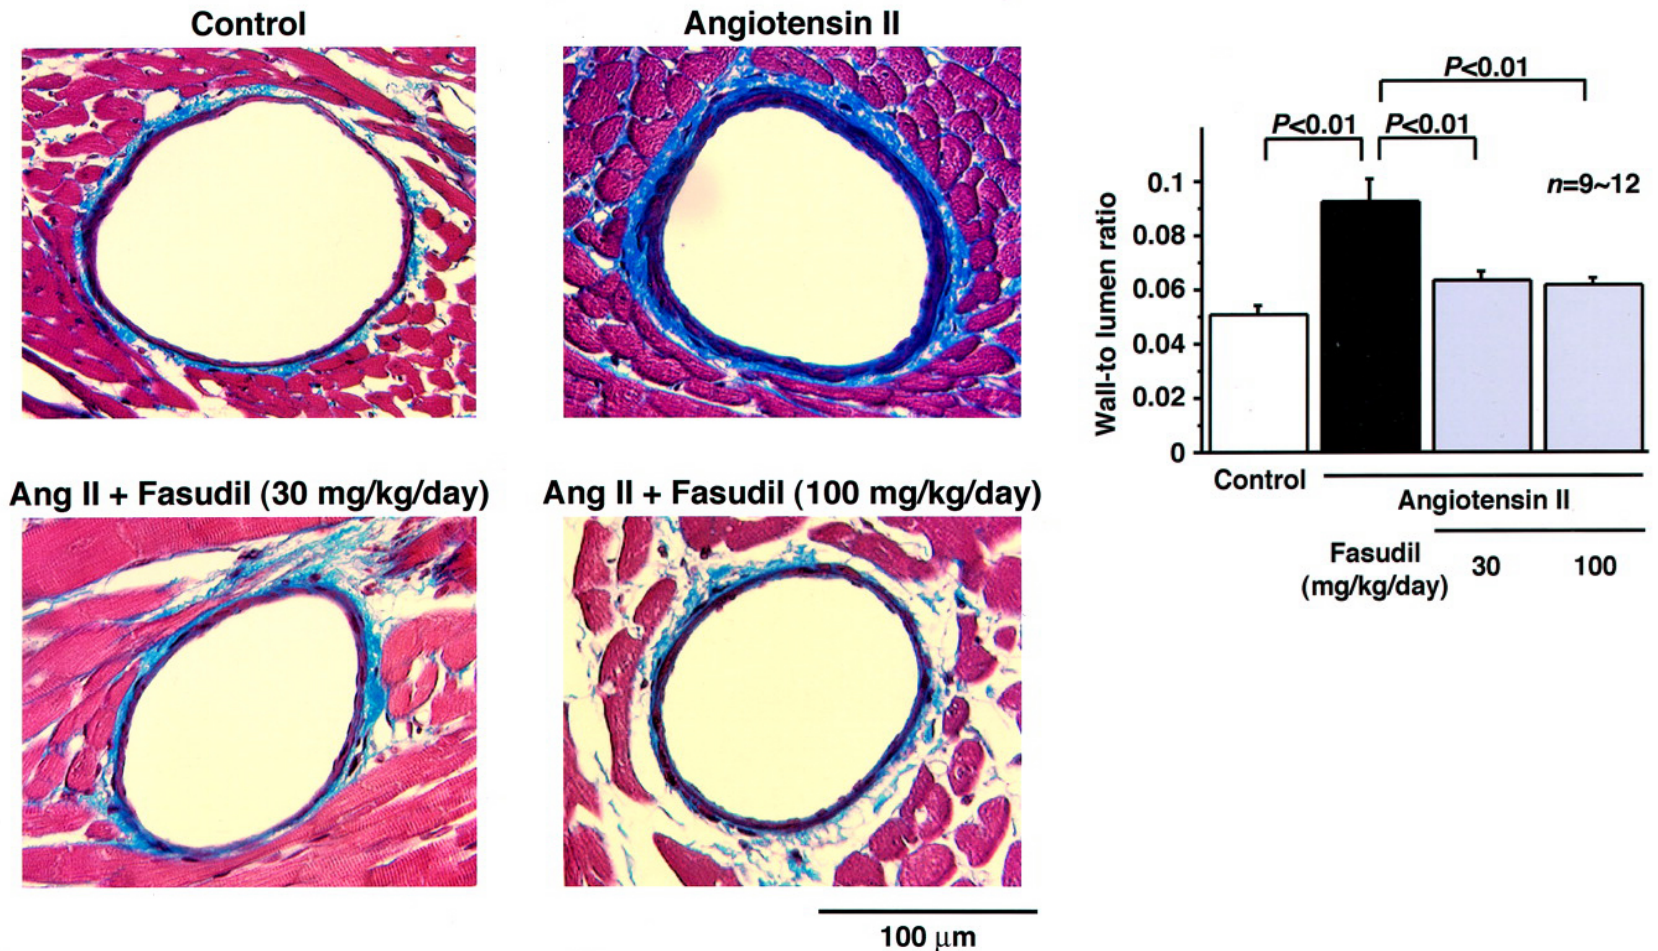 Control
Angiotensin II
Ang II + Fasudil (30 mg/kg/day)
Ang II + Fasudil (100 mg/kg/day)
100 μm
P<0.01
P<0.01
P<0.01
n=9~12
Wall-to lumen ratio
0.1
0.08
0.06
0.04
0.02
0
Control
Angiotensin II
Fasudil
(mg/kg/day)
30
100